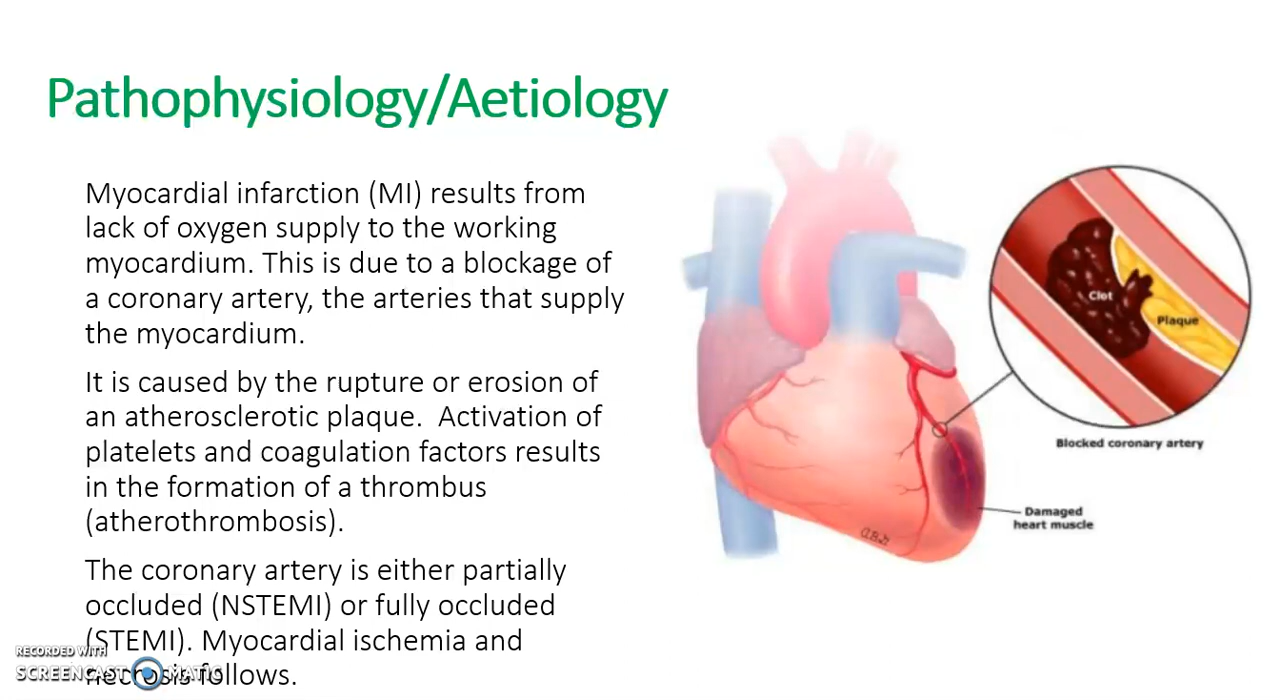 Pathophysiology/Aetiology
Myocardial infarction (MI) results from
lack of oxygen supply to the working
myocardium. This is due to a blockage of
a coronary artery, the arteries that supply
the myocardium.
It is caused by the rupture or erosion of
an atherosclerotic plaque.  Activation of
platelets and coagulation factors results
in the formation of a thrombus
(atherothrombosis).
The coronary artery is either partially
occluded (NSTEMI) or fully occluded
(STEMI). Myocardial ischemia and
necrosis follows.
Clot
Plaque
Blocked coronary artery
Damaged
heart muscle
RECORDED WITH
SCREENCAST MATIC